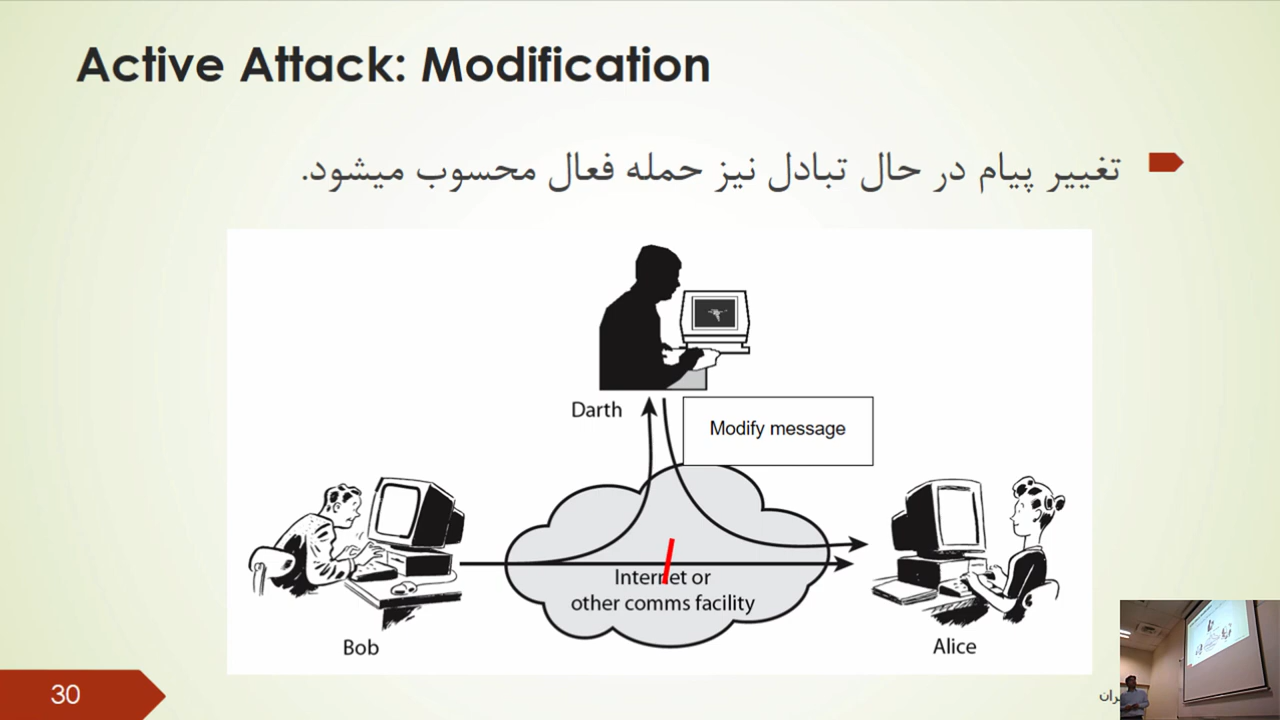 Active Attack: Modification
تغییر پیام در حال تبادل نیز حمله فعال محسوب میشود.
Darth
Modify message
Internet or
other comms facility
Bob
Alice
30